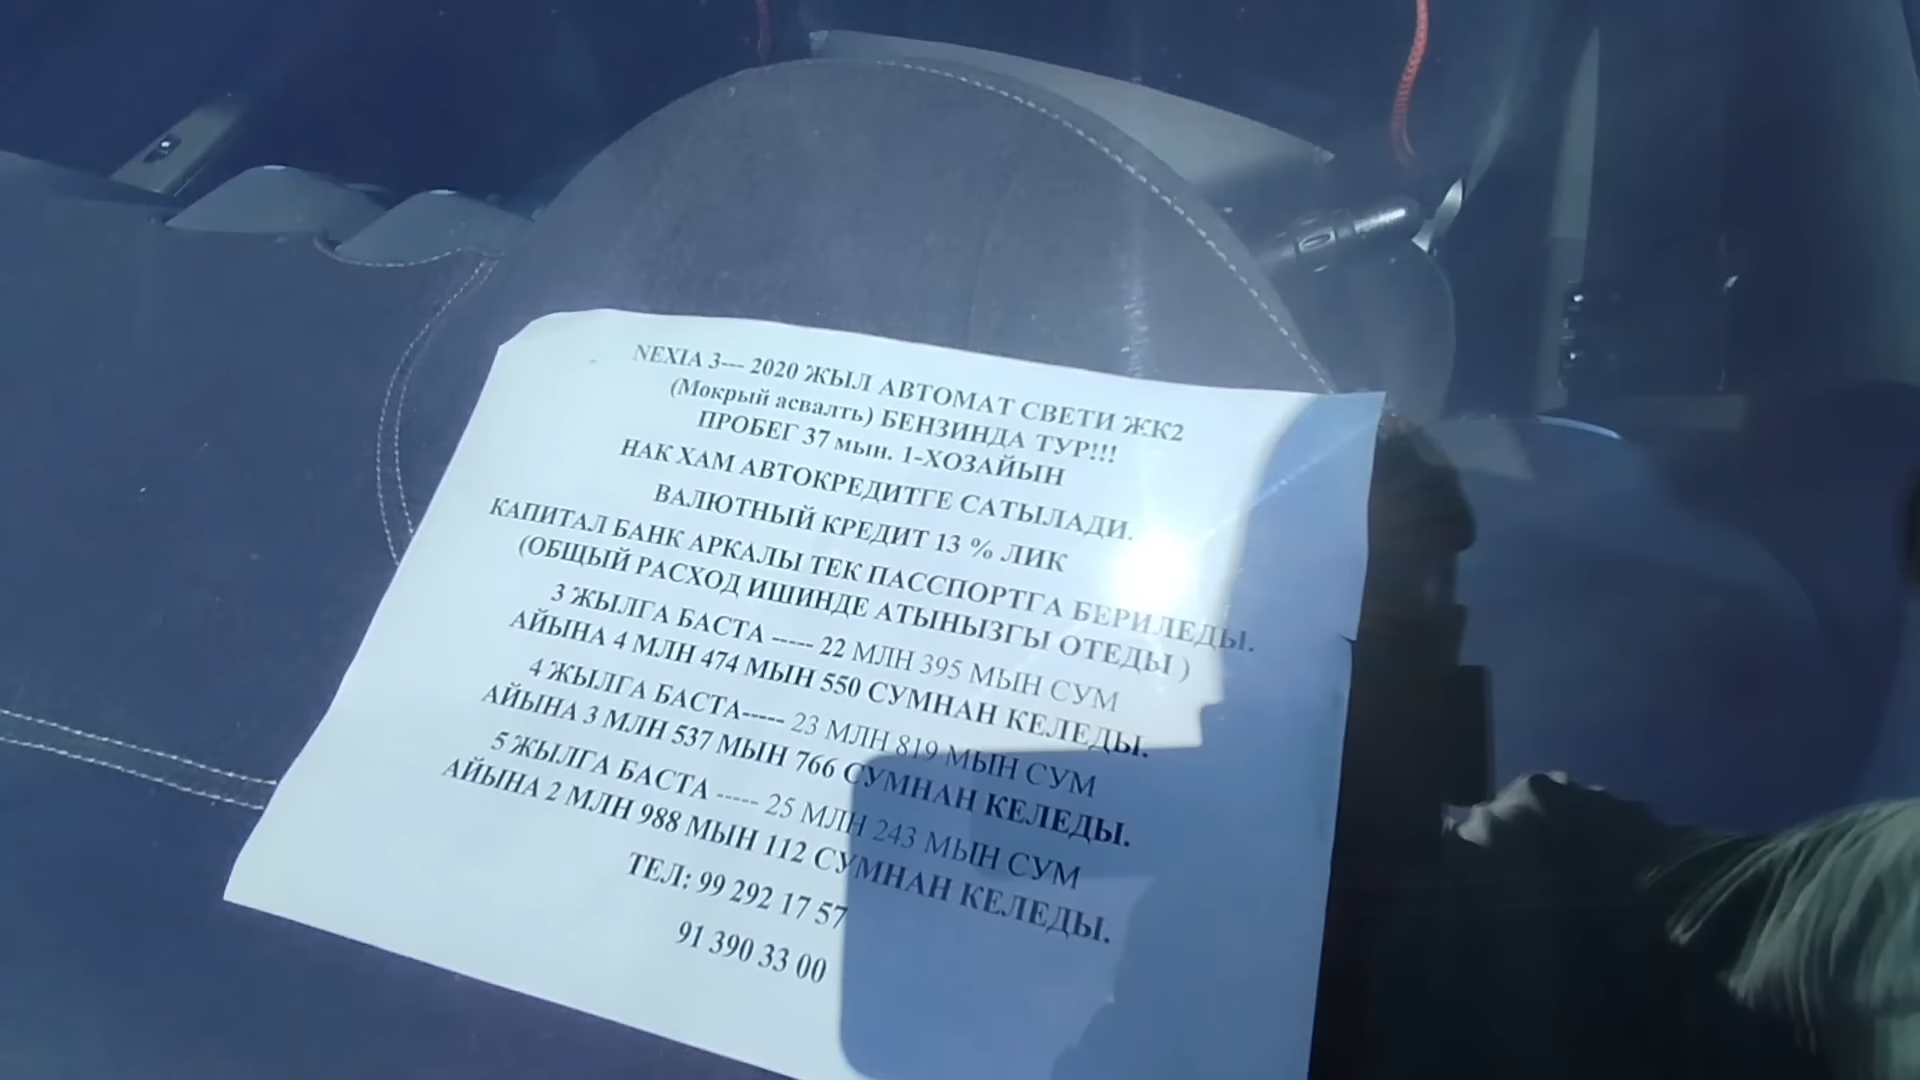 NEXIA 3--- 2020 ЖЫЛ АВТОМАТ СВЕТИ ЖК2
(Мокрый асвалть) БЕНЗИНДА ТУР!!!
ПРОБЕГ 37 мын. 1-ХОЗАЙЫН
НАК ХАМ АВТОКРЕДИТГЕ САТЫЛАДИ.
ВАЛЮТНЫЙ КРЕДИТ 13 % ЛИК
КАПИТАЛ БАНК АРКАЛЫ ТЕК ПАССПОРТГА БЕРИЛЕДЫ.
(ОБЩЫЙ РАСХОД ИШИНДЕ АТЫНЫЗГЫ ОТЕДЫ )
3 ЖЫЛГА БАСТА ----- 22 МЛН 395 МЫН СУМ
АЙЫНА 4 МЛН 474 МЫН 550 СУМНАН КЕЛЕДЫ.
4 ЖЫЛГА БАСТА----- 23 МЛН 819 МЫН СУМ
АЙЫНА 3 МЛН 537 МЫН 766 СУМНАН КЕЛЕДЫ.
5 ЖЫЛГА БАСТА ----- 25 МЛН 243 МЫН СУМ
АЙЫНА 2 МЛН 988 МЫН 112 СУМНАН КЕЛЕДЫ.
ТЕЛ: 99 292 17 57
91 390 33 00